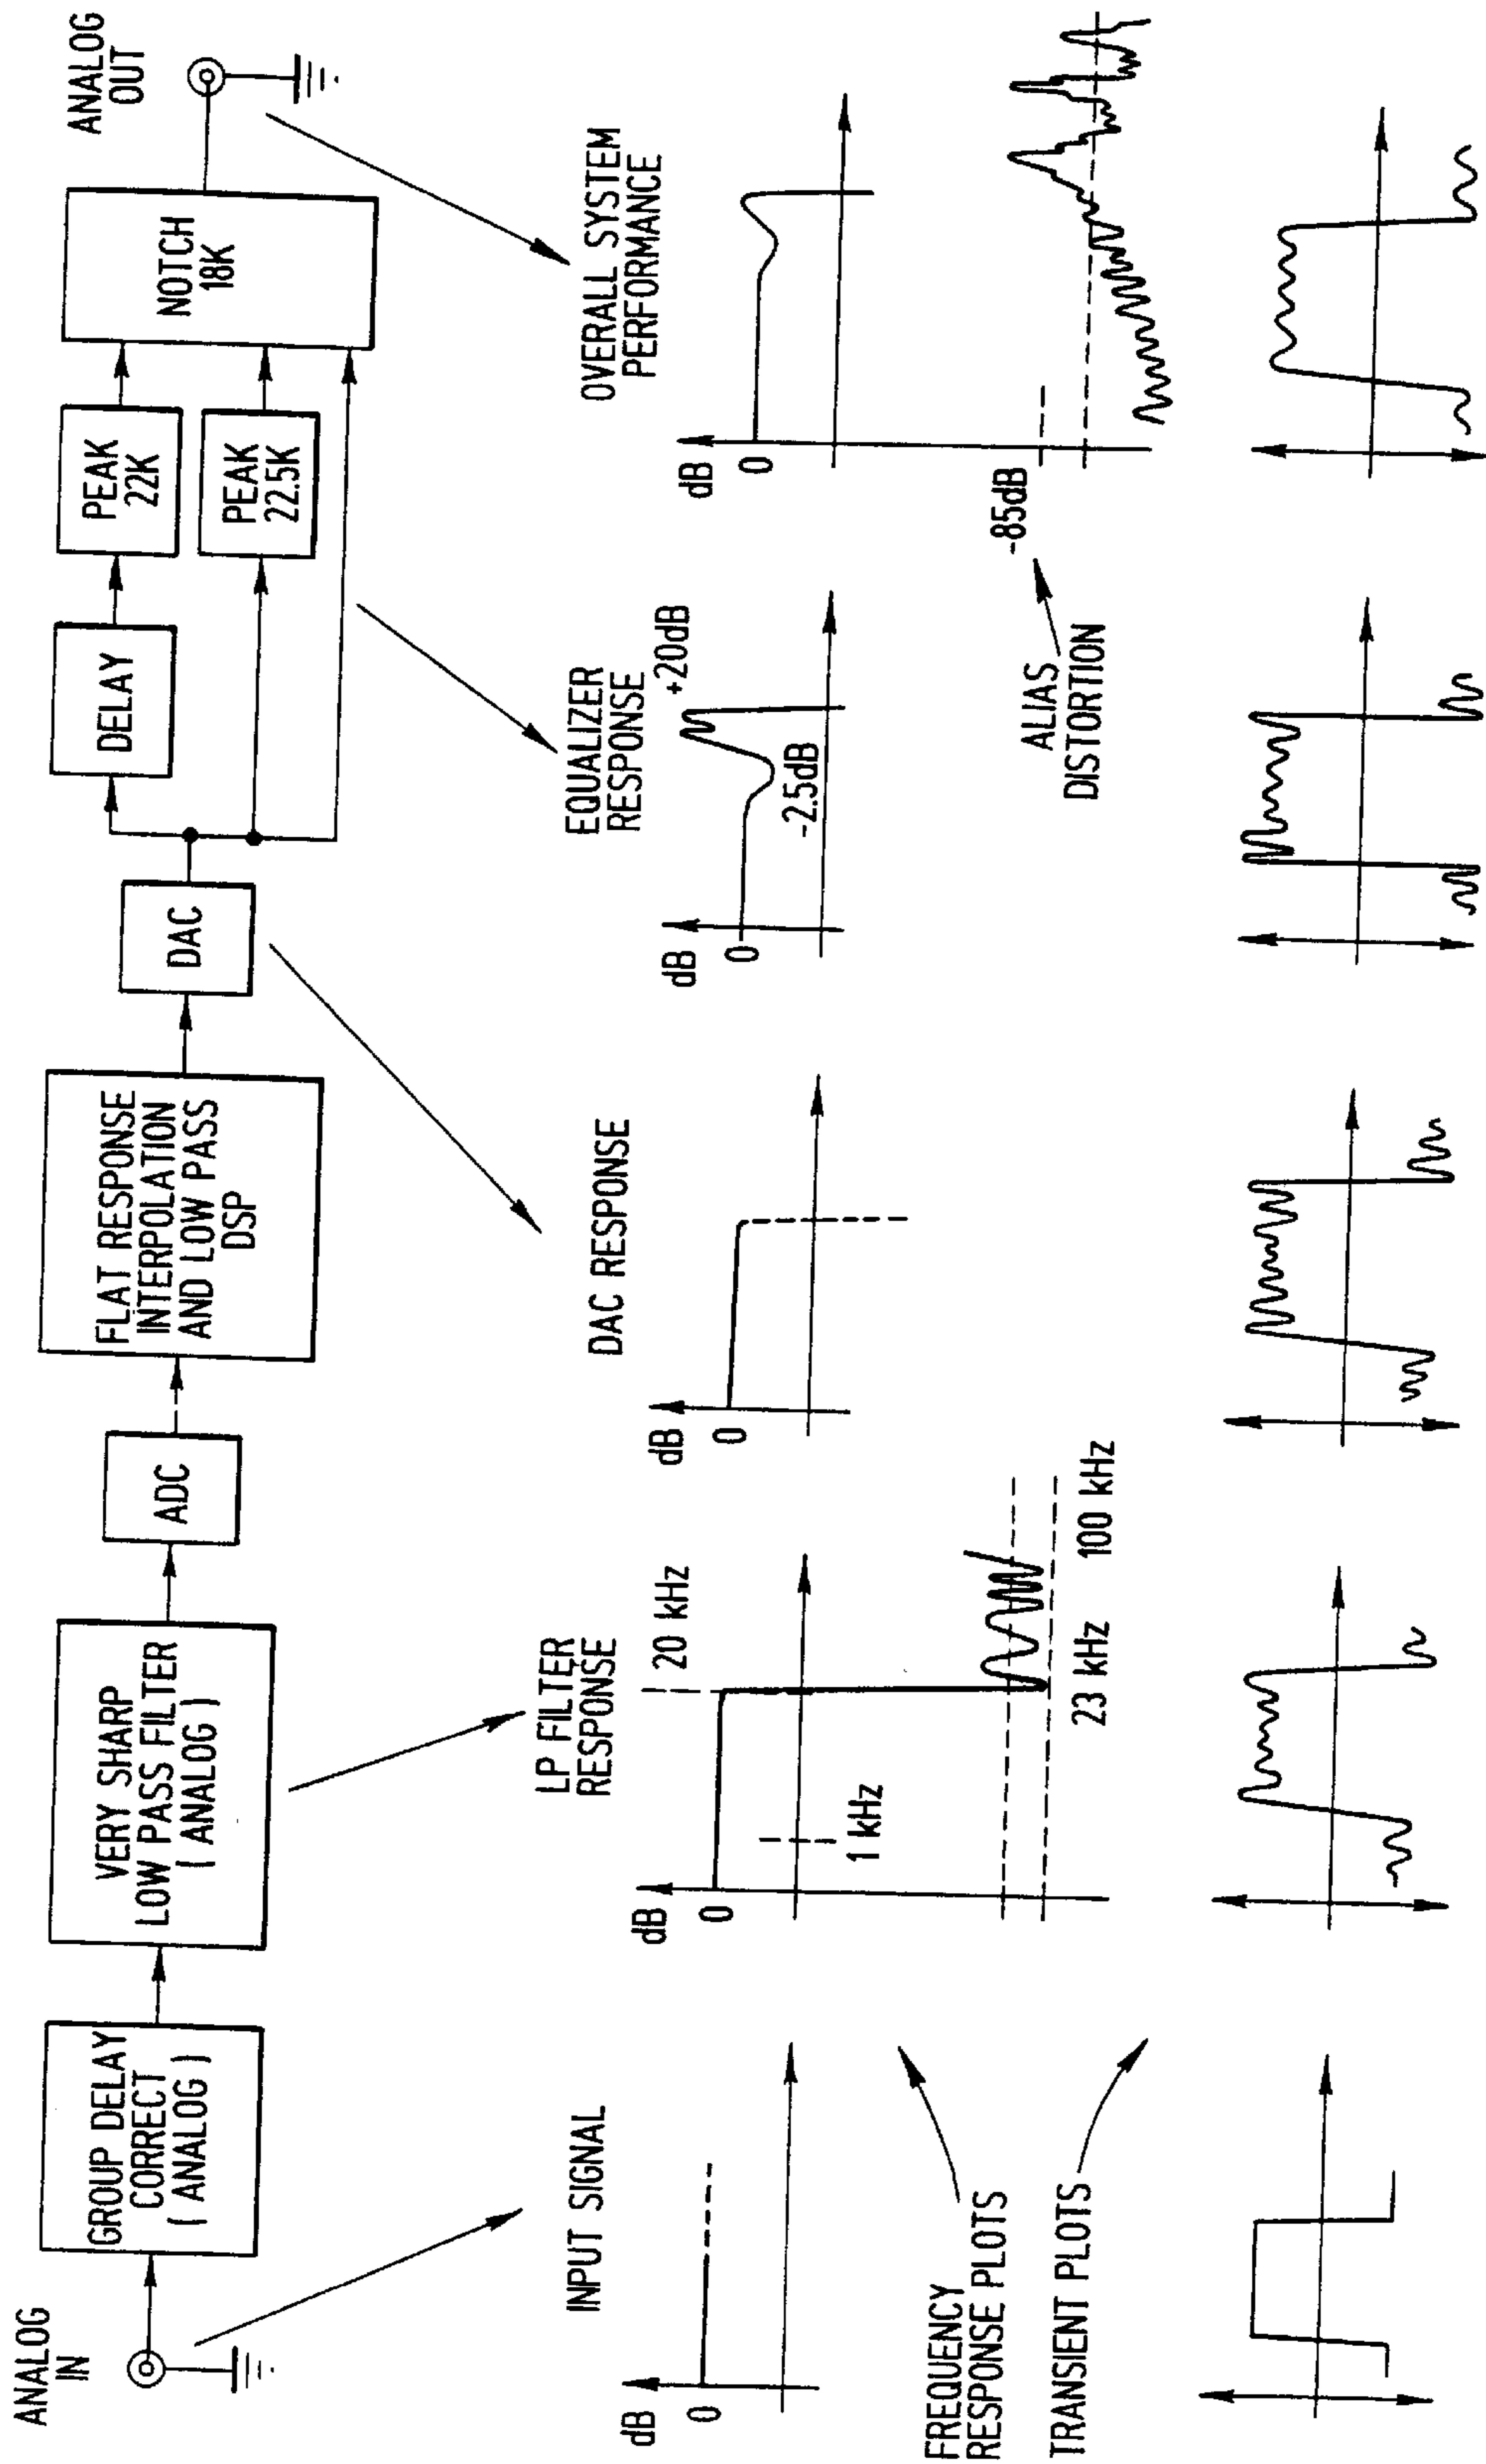 ANALOG
IN
GROUP DELAY
CORRECT
( ANALOG )
VERY SHARP
LOW PASS FILTER
( ANALOG )
ADC
FLAT RESPONSE
INTERPOLATION
AND LOW PASS
DSP
DAC
DELAY
PEAK
22K
PEAK
22.5K
NOTCH
18K
ANALOG
OUT
INPUT SIGNAL
dB
0
LP FILTER
RESPONSE
dB
0
20 kHz
1 kHz
23 kHz
100 kHz
DAC RESPONSE
dB
0
EQUALIZER
RESPONSE
dB
0
+20dB
-2.5dB
OVERALL SYSTEM
PERFORMANCE
dB
0
-85dB
ALIAS
DISTORTION
FREQUENCY
RESPONSE PLOTS
TRANSIENT PLOTS